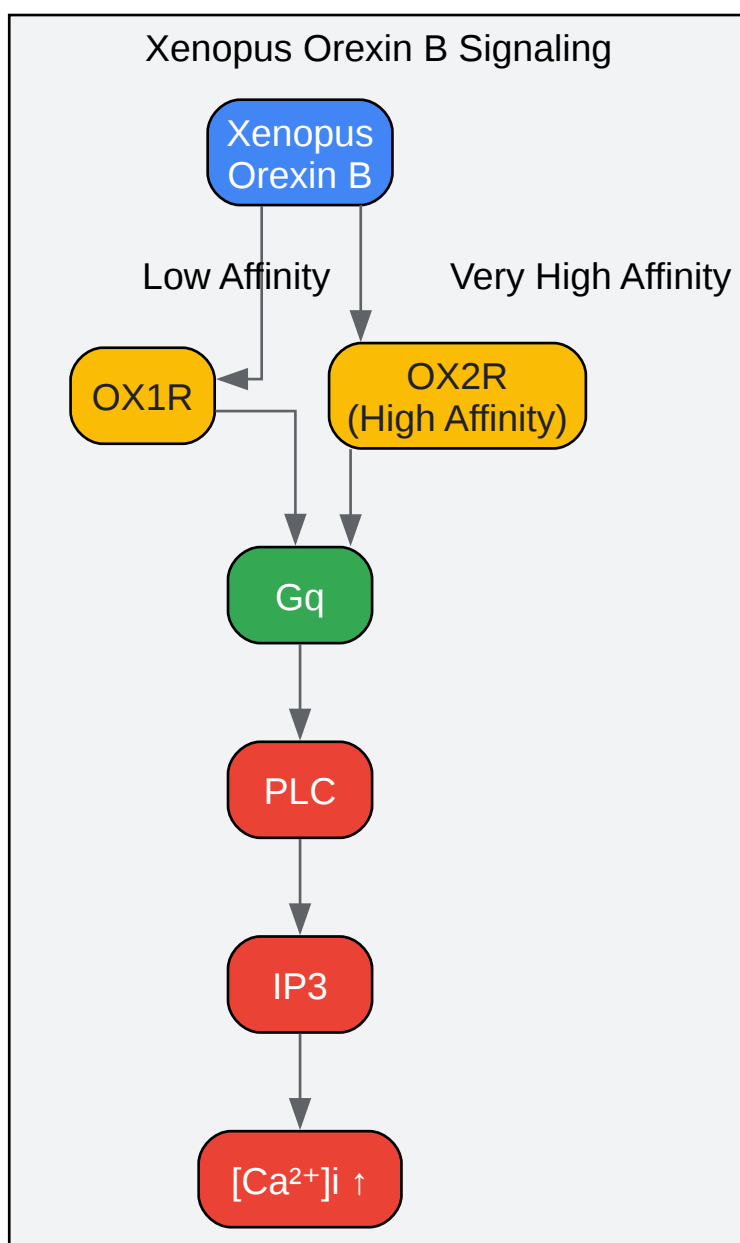 Xenopus Orexin B Signaling
Xenopus
Orexin B
Low Affinity
Very High Affinity
OX1R
OX2R
(High Affinity)
Gq
PLC
IP3
[Ca²⁺]i ↑